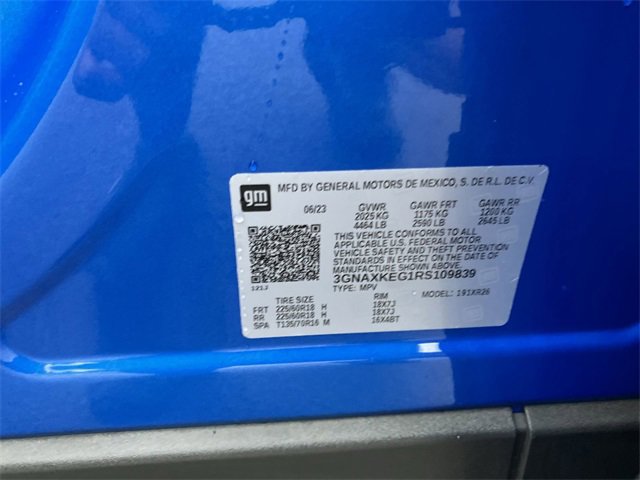 gm
MFD BY GENERAL MOTORS DE MEXICO, S. DE R.L. DE C.V.
06/23 GVWR GAWR FRT GAWR RR
2025 KG 1175 KG 1200 KG
4464 LB 2590 LB 2645 LB
THIS VEHICLE CONFORMS TO ALL
APPLICABLE U.S. FEDERAL MOTOR
VEHICLE SAFETY AND THEFT PREVENTION
STANDARDS IN EFFECT ON THE DATE OF
MANUFACTURE SHOWN ABOVE.
3GNAXKEG1RS109839
121J TYPE: MPV MODEL: 191XR26
TIRE SIZE RIM
FRT 225/60R18 H 18X7J
RR 225/60R18 H 18X7J
SPA T135/70R16 M 16X4BT